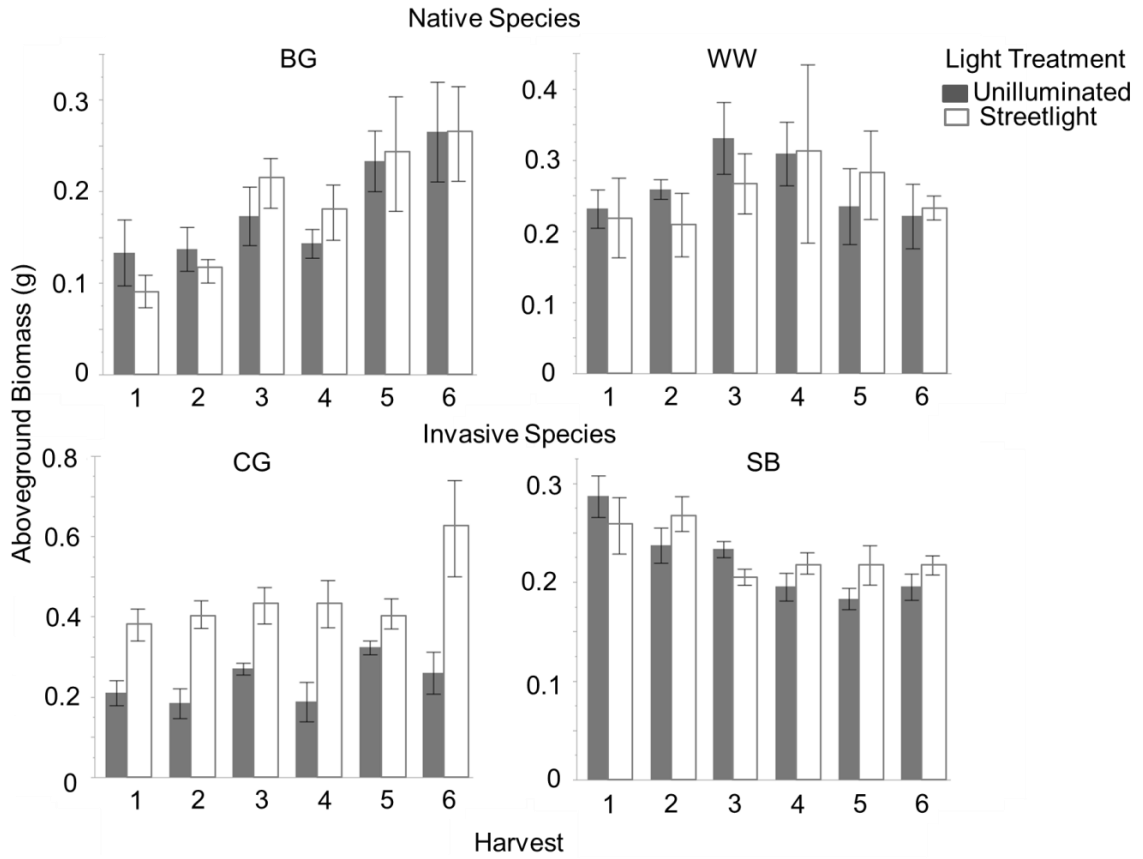 Native Species
BG
WW
Light Treatment
Unilluminated
Streetlight
0.3
0.2
0.1
0
1 2 3 4 5 6
0.4
0.3
0.2
0.1
0
1 2 3 4 5 6
Aboveground Biomass (g)
Invasive Species
CG
SB
0.8
0.6
0.4
0.2
0
1 2 3 4 5 6
0.3
0.2
0.1
0
1 2 3 4 5 6
Harvest